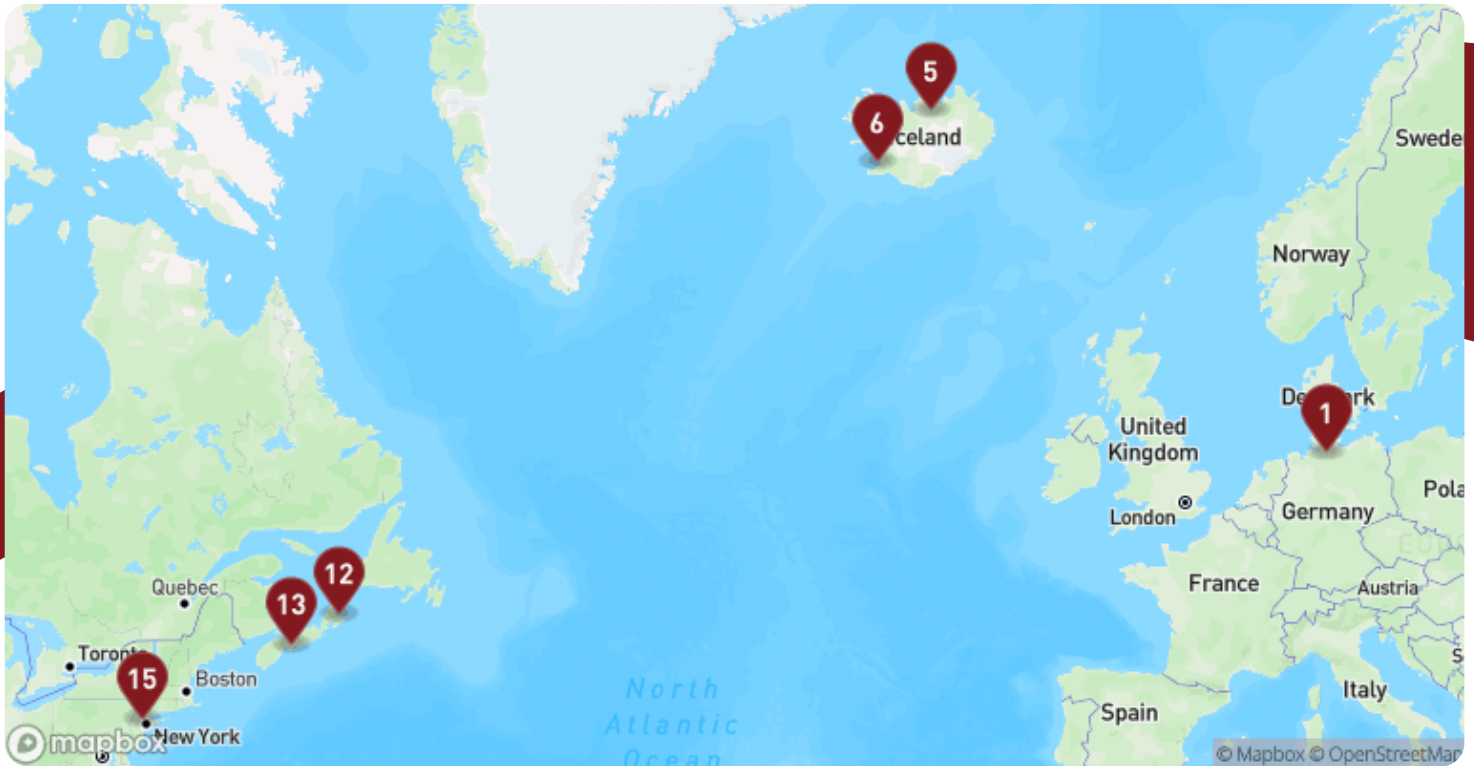 5
6
celand
Swede
Norway
De
rk
1
United
Kingdom
London
Germany
Pola
France
Austria
12
Quebec
13
Toronto
15
Boston
North
Atlantic
Ocean
Italy
Spain
New York
mapbox
© Mapbox © OpenStreetMap